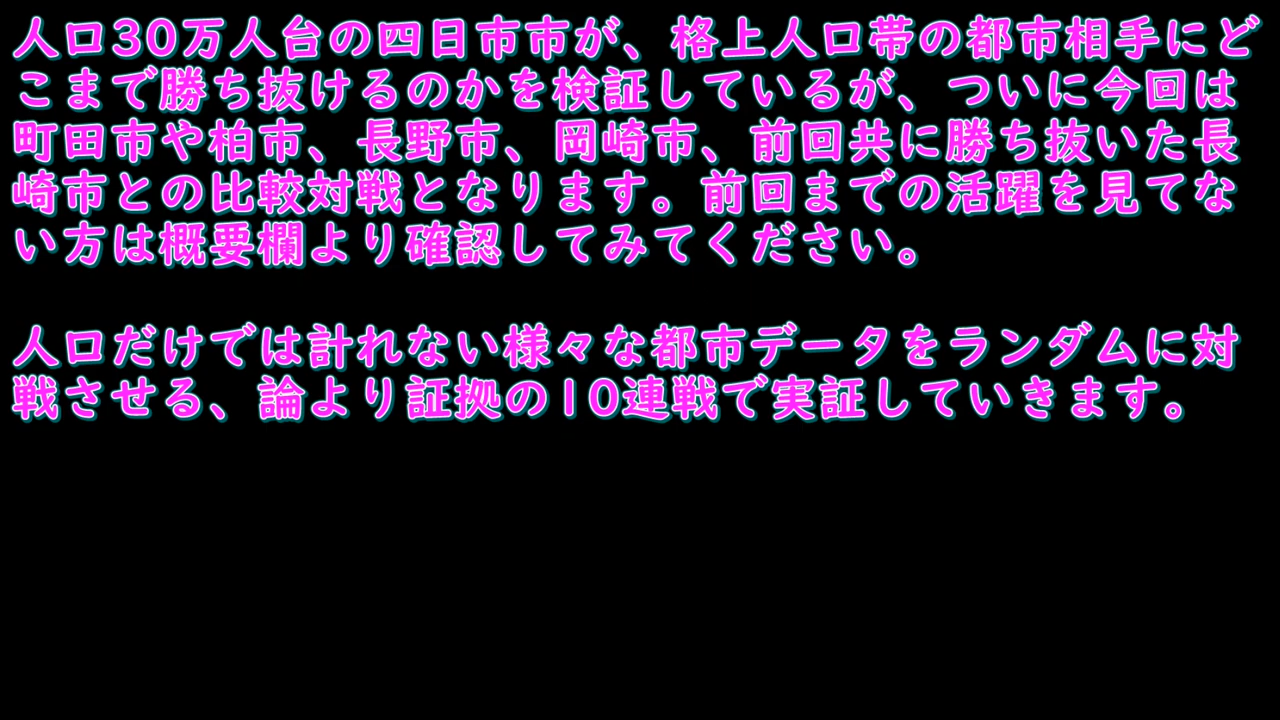 人口30万人台の四日市市が、格上人口帯の都市相手にど
こまで勝ち抜けるのかを検証しているが、ついに今回は
町田市や柏市、長野市、岡崎市、前回共に勝ち抜いた長
崎市との比較対戦となります。前回までの活躍を見てな
い方は概要欄より確認してみてください。
人口だけでは計れない様々な都市データをランダムに対
戦させる、論より証拠の10連戦で実証していきます。